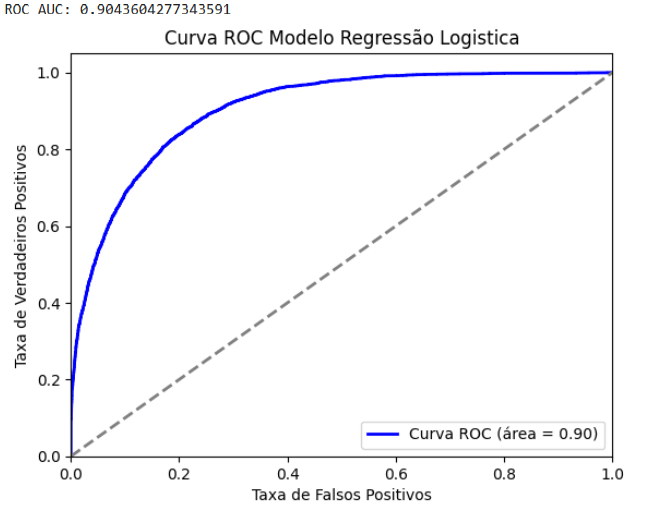 ROC AUC: 0.9043604277343591
Curva ROC Modelo Regressão Logistica
1.0
0.8
0.6
0.4
0.2
0.0
Taxa de Verdadeiros Positivos
Curva ROC (área = 0.90)
0.0 0.2 0.4 0.6 0.8 1.0
Taxa de Falsos Positivos